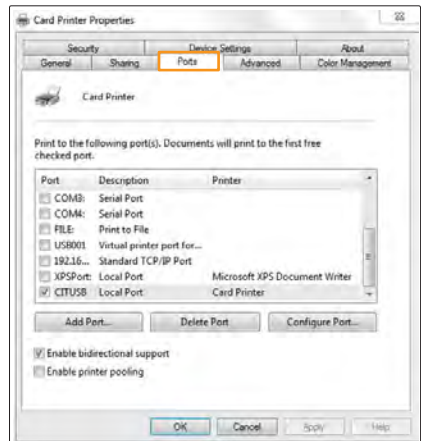 Card Printer Properties
Security Device Settings About
General Sharing Ports Advanced Color Management
Card Printer
Print to the following port(s). Documents will print to the first free
checked port.
Port Description Printer
COM3: Serial Port
COM4: Serial Port
FILE: Print to File
USB001 Virtual printer port for...
192.16... Standard TCP/IP Port
XPSPort: Local Port Microsoft XPS Document Writer
CITUSB Local Port Card Printer
Add Port... Delete Port Configure Port...
Enable bidirectional support
Enable printer pooling
OK Cancel Apply Help